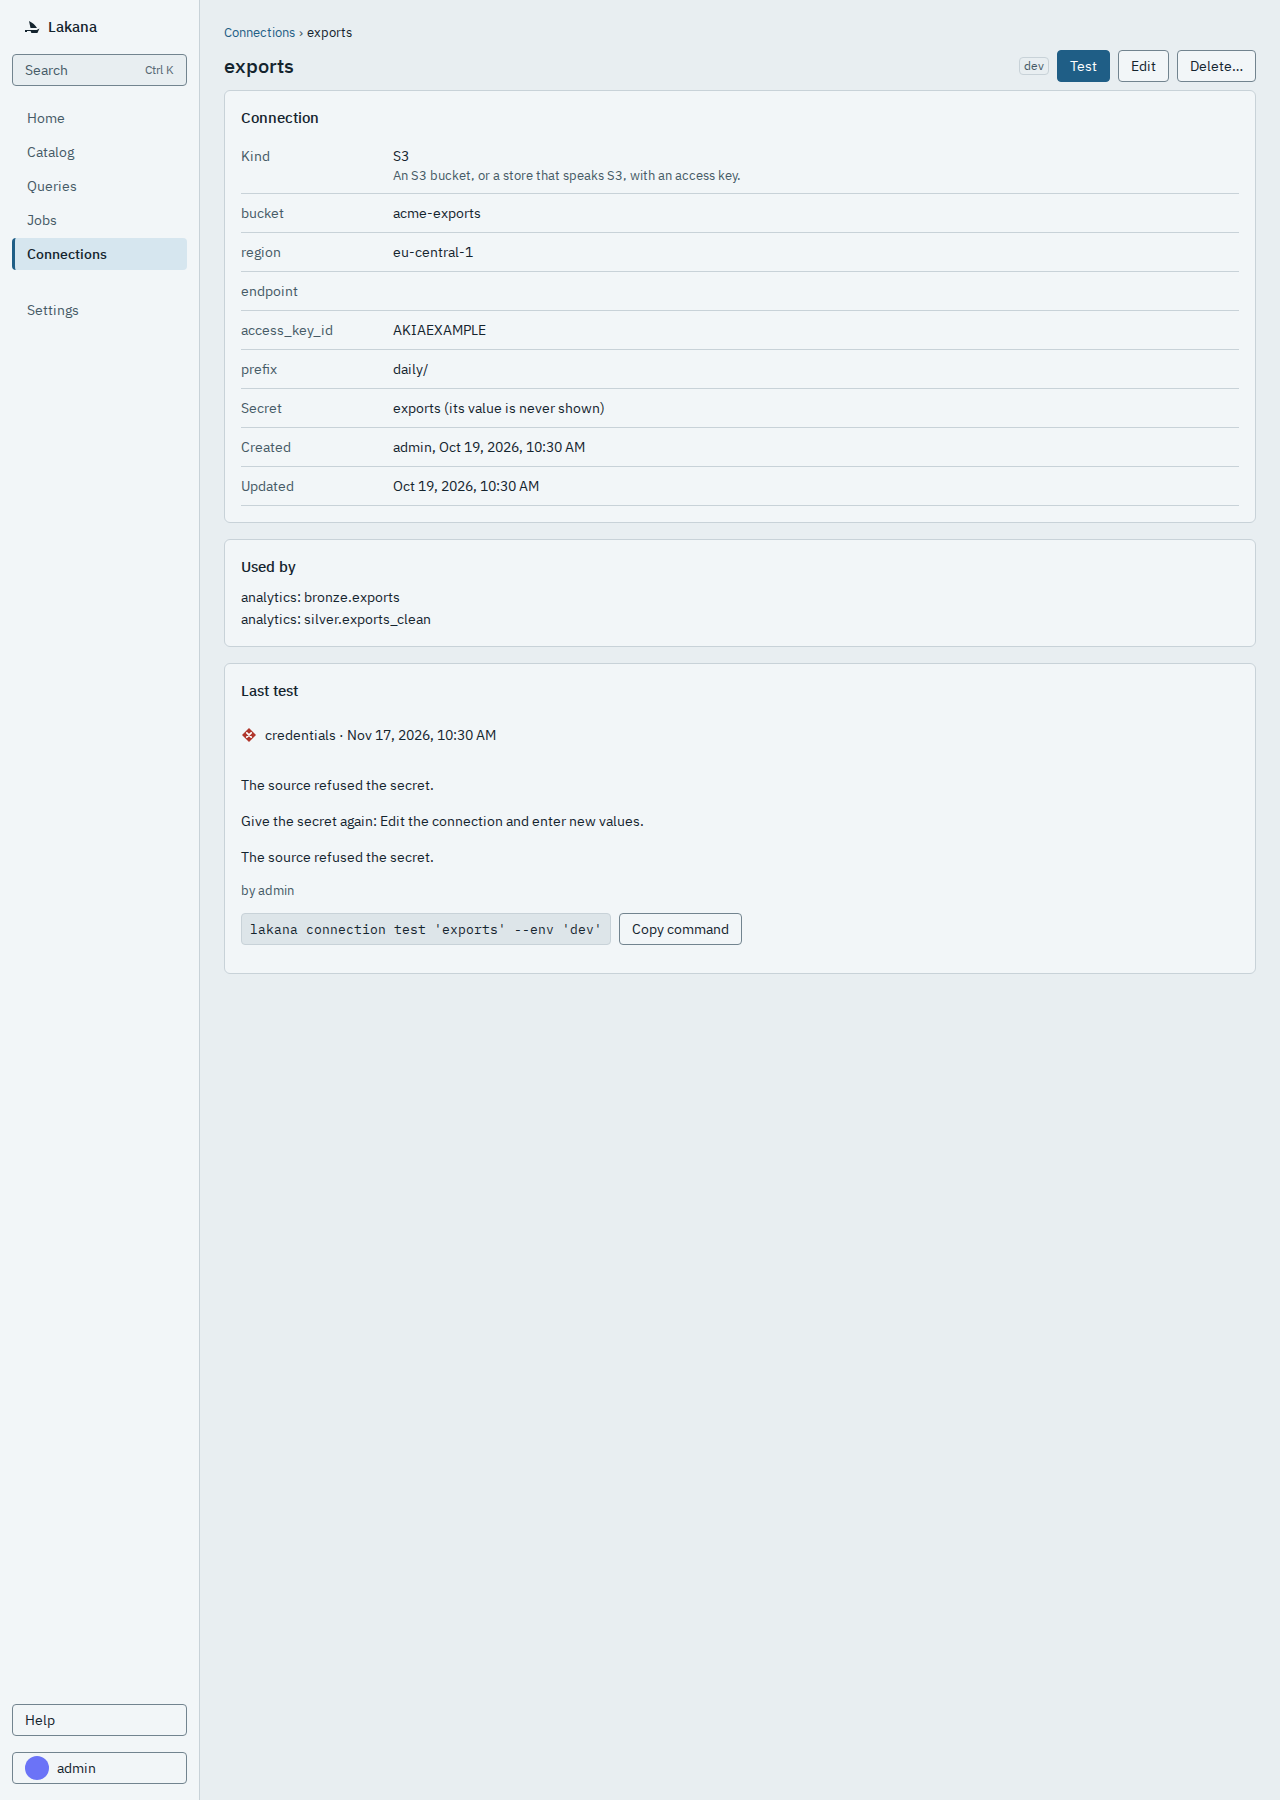 Lakana
Search Ctrl K
Home
Catalog
Queries
Jobs
Connections
Settings
Help
admin
Connections › exports
exports
dev Test Edit Delete…
Connection
Kind S3
An S3 bucket, or a store that speaks S3, with an access key.
bucket acme-exports
region eu-central-1
endpoint
access_key_id AKIAEXAMPLE
prefix daily/
Secret exports (its value is never shown)
Created admin, Oct 19, 2026, 10:30 AM
Updated Oct 19, 2026, 10:30 AM
Used by
analytics: bronze.exports
analytics: silver.exports_clean
Last test
credentials · Nov 17, 2026, 10:30 AM
The source refused the secret.
Give the secret again: Edit the connection and enter new values.
The source refused the secret.
by admin
lakana connection test 'exports' --env 'dev' Copy command